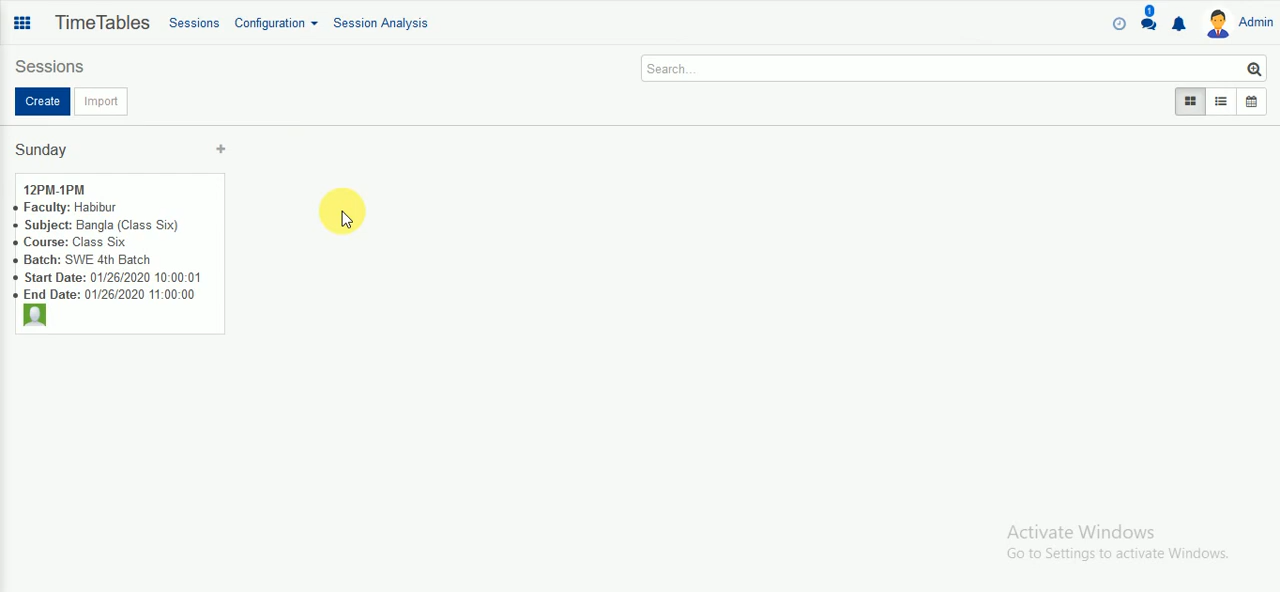 TimeTables Sessions Configuration Session Analysis 1 Admin
Sessions Search...
Create Import
Sunday +
12PM-1PM
Faculty: Habibur
Subject: Bangla (Class Six)
Course: Class Six
Batch: SWE 4th Batch
Start Date: 01/26/2020 10:00:01
End Date: 01/26/2020 11:00:00
Activate Windows
Go to Settings to activate Windows.